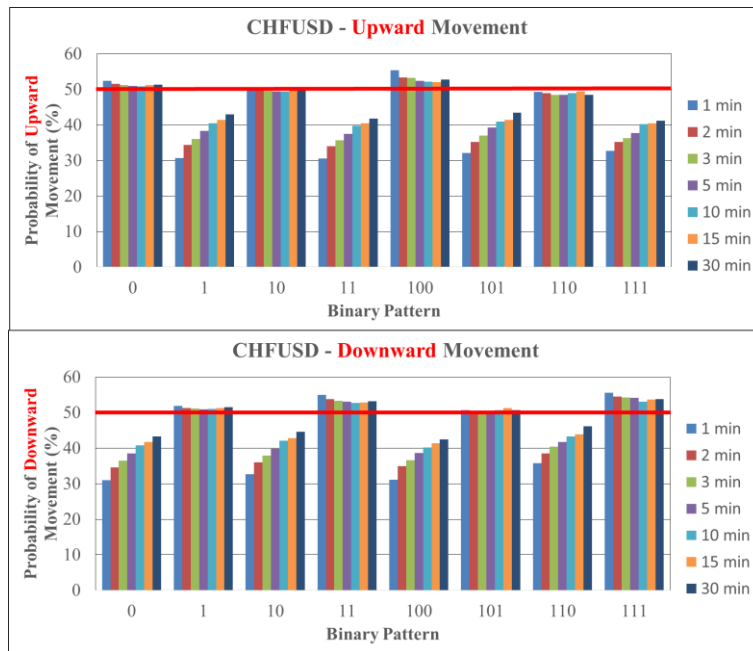 CHFUSD - Upward Movement
Probability of Upward
Movement (%)
60
50
40
30
20
10
0
0 1 10 11 100 101 110 111
Binary Pattern
1 min
2 min
3 min
5 min
10 min
15 min
30 min
CHFUSD - Downward Movement
Probability of Downward
Movement (%)
60
50
40
30
20
10
0
0 1 10 11 100 101 110 111
Binary Pattern
1 min
2 min
3 min
5 min
10 min
15 min
30 min